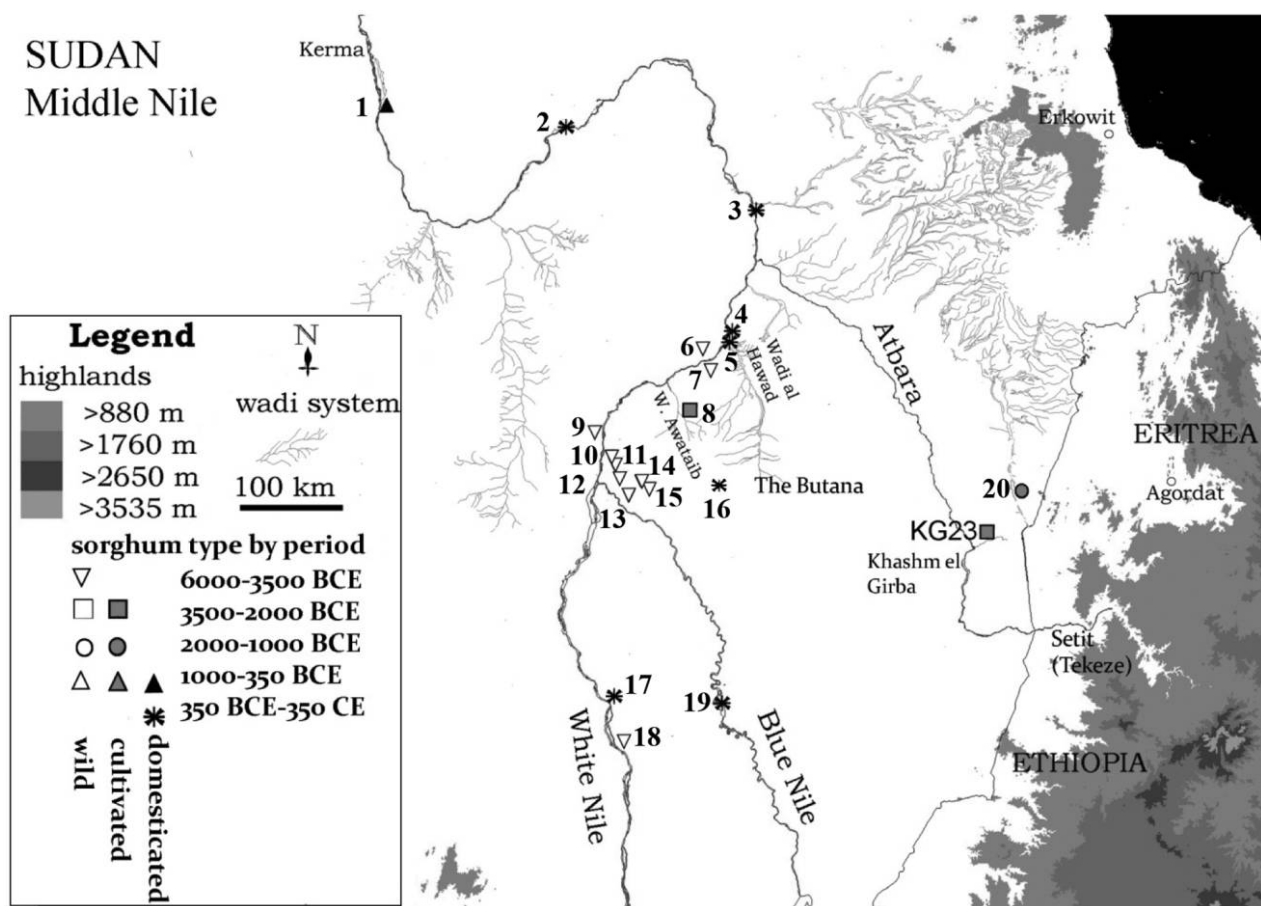 SUDAN
Middle Nile
Kerma
1
2
3
Erkowit
4
5
6
7
8
Wadi al
Hawad
W. Awataib
Atbara
9
10
11
12
13
14
15
16
The Butana
20
KG23
Khashm el
Girba
ERITREA
Agordat
Setit
(Tekeze)
17
18
19
White Nile
Blue Nile
ETHIOPIA
Legend
N
highlands
>880 m
>1760 m
>2650 m
>3535 m
wadi system
100 km
sorghum type by period
6000-3500 BCE
3500-2000 BCE
2000-1000 BCE
1000-350 BCE
350 BCE-350 CE
wild
cultivated
domesticated